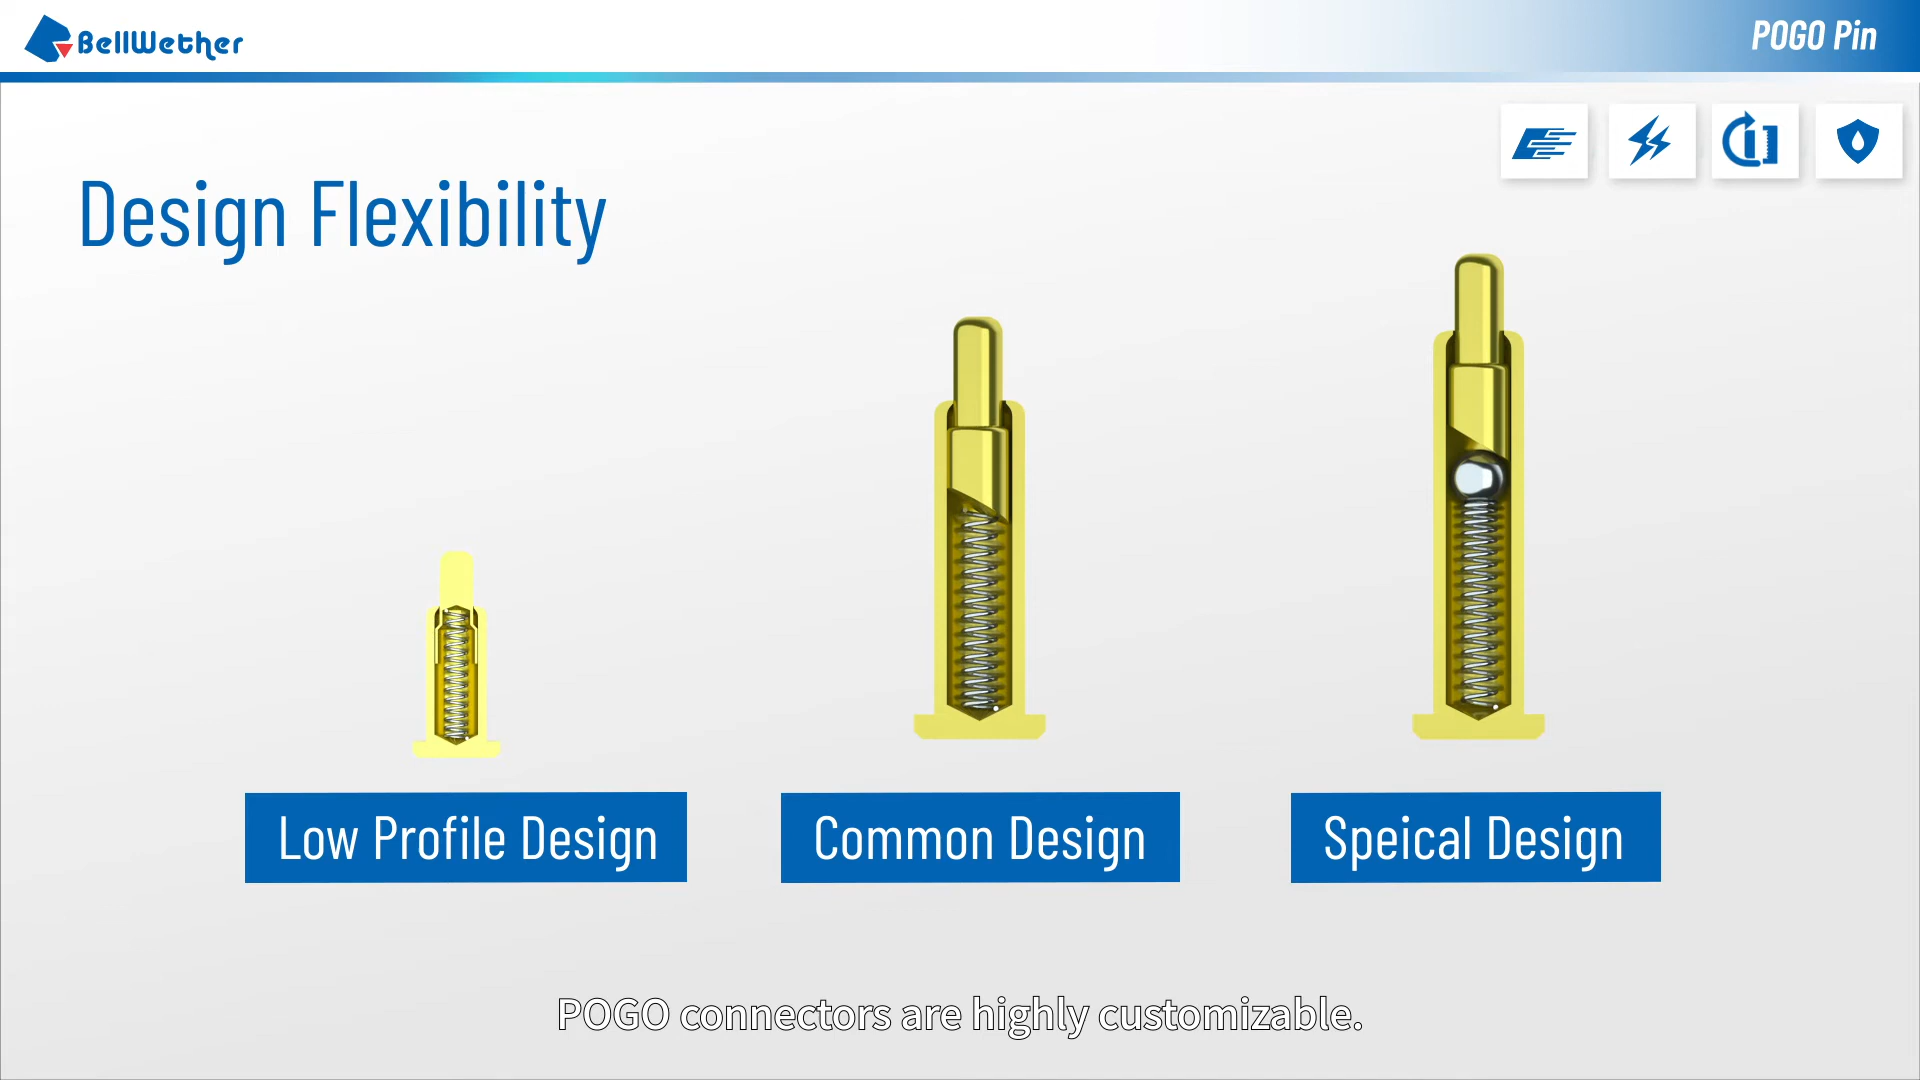 BellWether
POGO Pin
Design Flexibility
Low Profile Design
Common Design
Speical Design
POGO connectors are highly customizable.